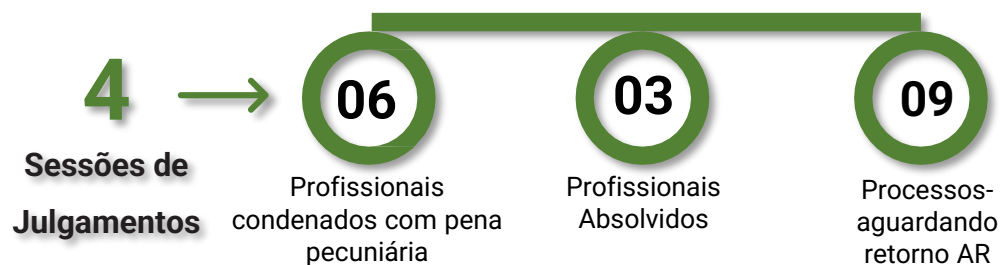 4
Sessões de
Julgamentos
06
Profissionais
condenados com pena
pecuniária
03
Profissionais
Absolvidos
09
Processos-
aguardando
retorno AR